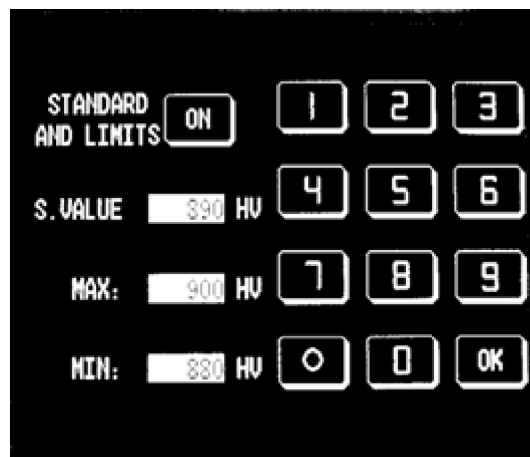 STANDARD
AND LIMITS ON
S.VALUE 890 HV
MAX: 900 HV
MIN: 880 HV
1 2 3
4 5 6
7 8 9
0 OK